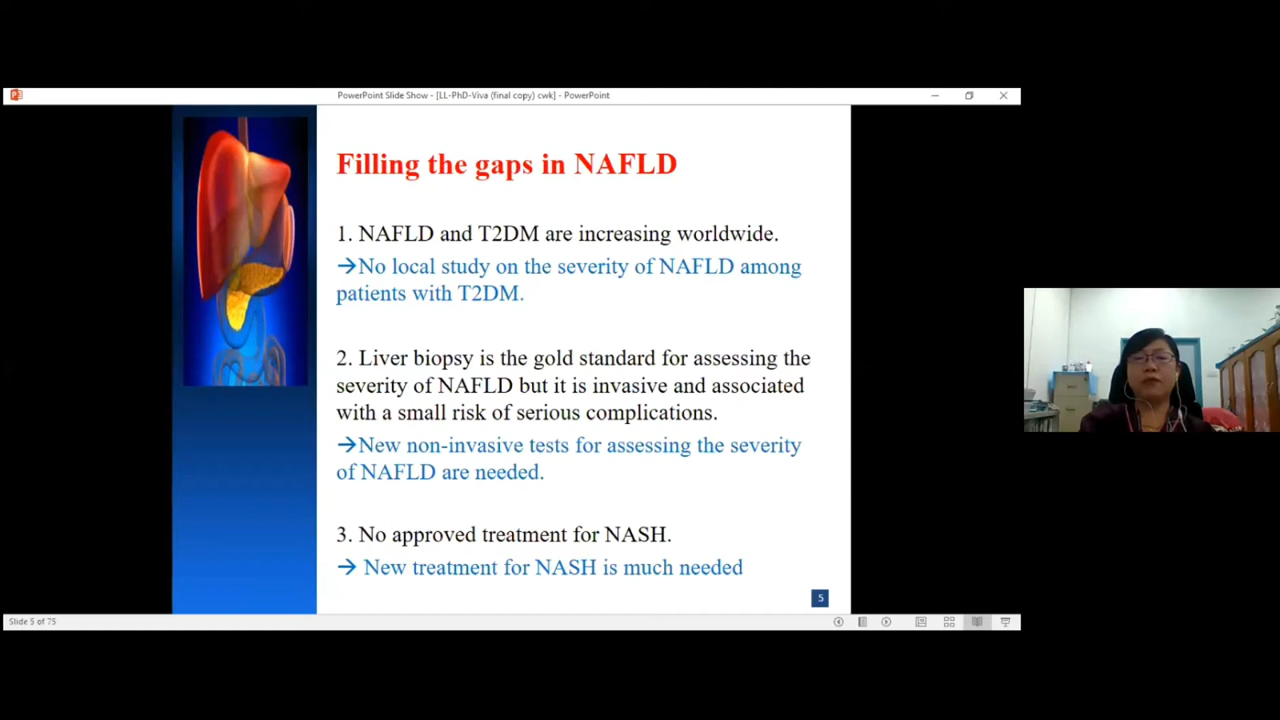 PowerPoint Slide Show - [LL-PhD-Viva (final copy) cwk] - PowerPoint
Filling the gaps in NAFLD
1. NAFLD and T2DM are increasing worldwide.
→No local study on the severity of NAFLD among
patients with T2DM.
2. Liver biopsy is the gold standard for assessing the
severity of NAFLD but it is invasive and associated
with a small risk of serious complications.
→New non-invasive tests for assessing the severity
of NAFLD are needed.
3. No approved treatment for NASH.
→ New treatment for NASH is much needed
5
Slide 5 of 75